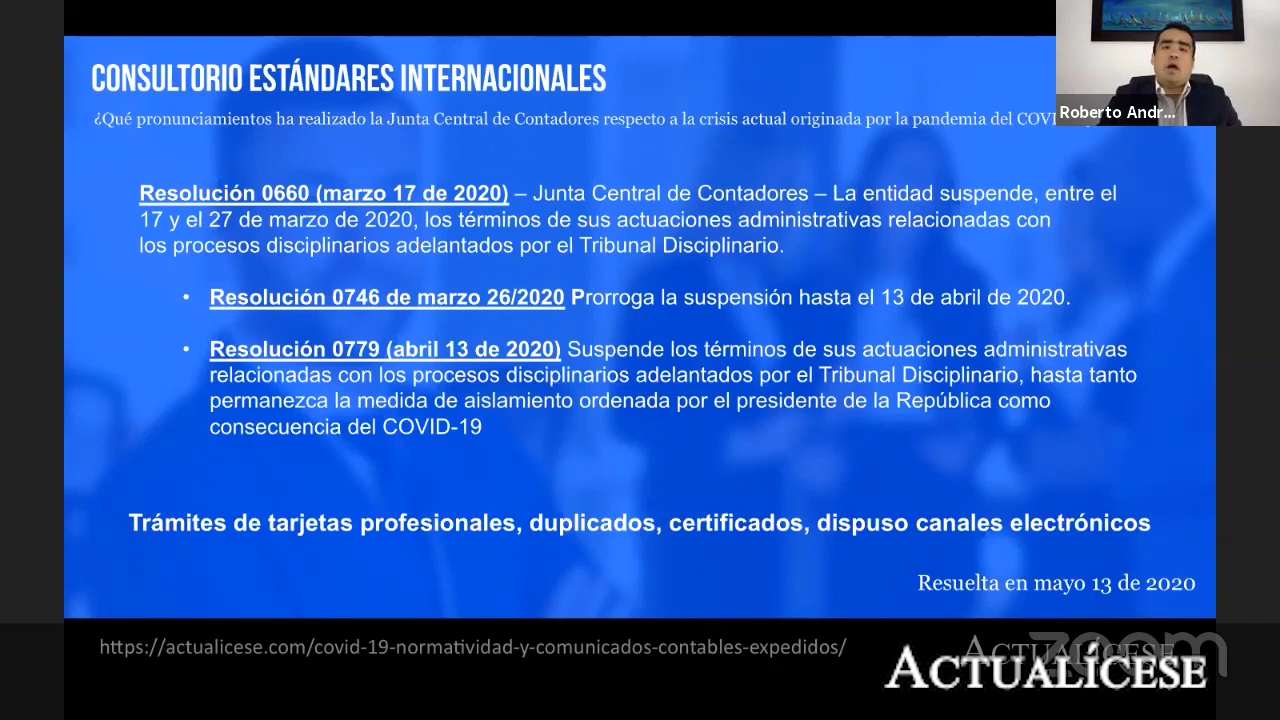 CONSULTORIO ESTÁNDARES INTERNACIONALES
¿Qué pronunciamientos ha realizado la Junta Central de Contadores respecto a la crisis actual originada por la pandemia del
Roberto Andr...
Resolución 0660 (marzo 17 de 2020) – Junta Central de Contadores – La entidad suspende, entre el
17 y el 27 de marzo de 2020, los términos de sus actuaciones administrativas relacionadas con
los procesos disciplinarios adelantados por el Tribunal Disciplinario.
• Resolución 0746 de marzo 26/2020 Prorroga la suspensión hasta el 13 de abril de 2020.
• Resolución 0779 (abril 13 de 2020) Suspende los términos de sus actuaciones administrativas
relacionadas con los procesos disciplinarios adelantados por el Tribunal Disciplinario, hasta tanto
permanezca la medida de aislamiento ordenada por el presidente de la República como
consecuencia del COVID-19
Trámites de tarjetas profesionales, duplicados, certificados, dispuso canales electrónicos
Resuelta en mayo 13 de 2020
https://actualicese.com/covid-19-normatividad-y-comunicados-contables-expedidos/
ACTUALÍCESE
zoom
ACTUALÍCESE